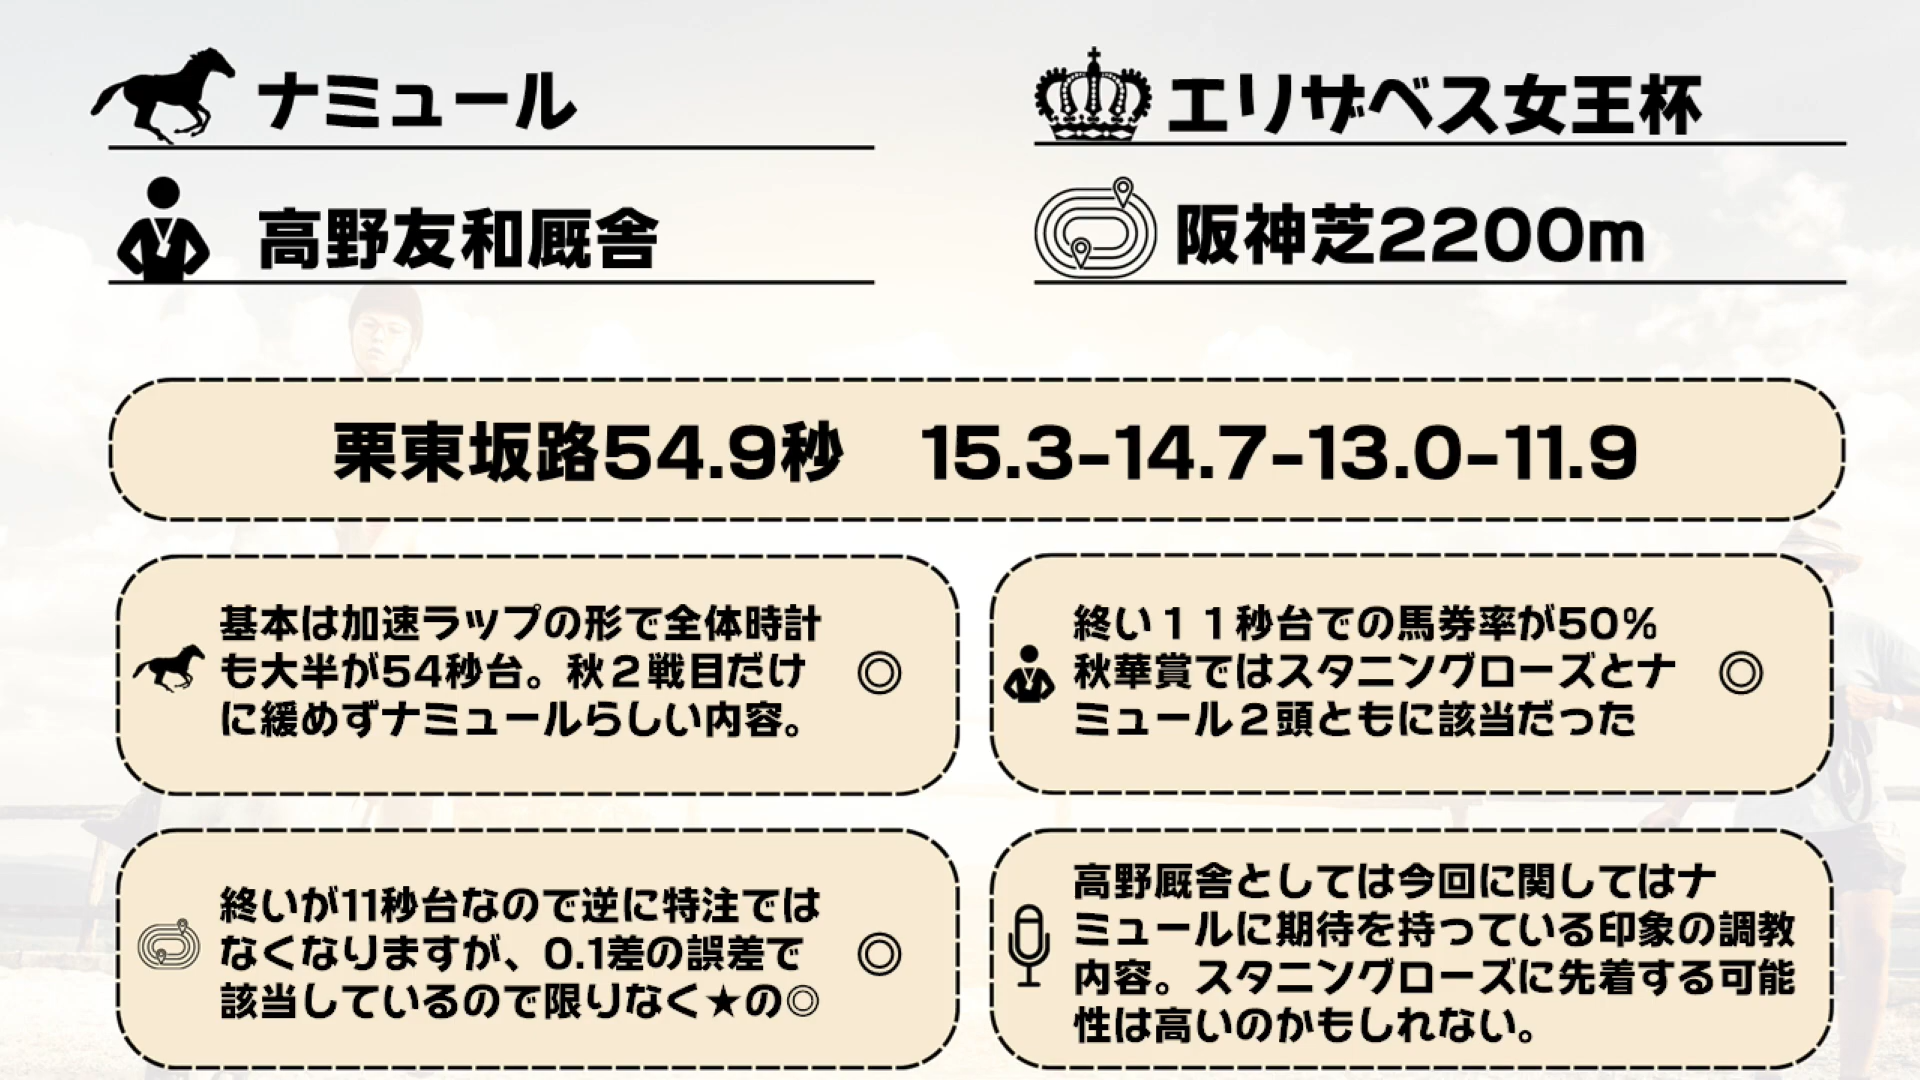 ナミュール
エリザベス女王杯
高野友和厩舎
阪神芝2200m
栗東坂路54.9秒　15.3-14.7-13.0-11.9
基本は加速ラップの形で全体時計
も大半が54秒台。秋２戦目だけ
に緩めずナミュールらしい内容。
◎
終い１１秒台での馬券率が50%
秋華賞ではスタニングローズとナ
ミュール２頭ともに該当だった
◎
終いが11秒台なので逆に特注では
なくなりますが、0.1差の誤差で
該当しているので限りなく★の◎
◎
高野厩舎としては今回に関してはナ
ミュールに期待を持っている印象の調教
内容。スタニングローズに先着する可能
性は高いのかもしれない。